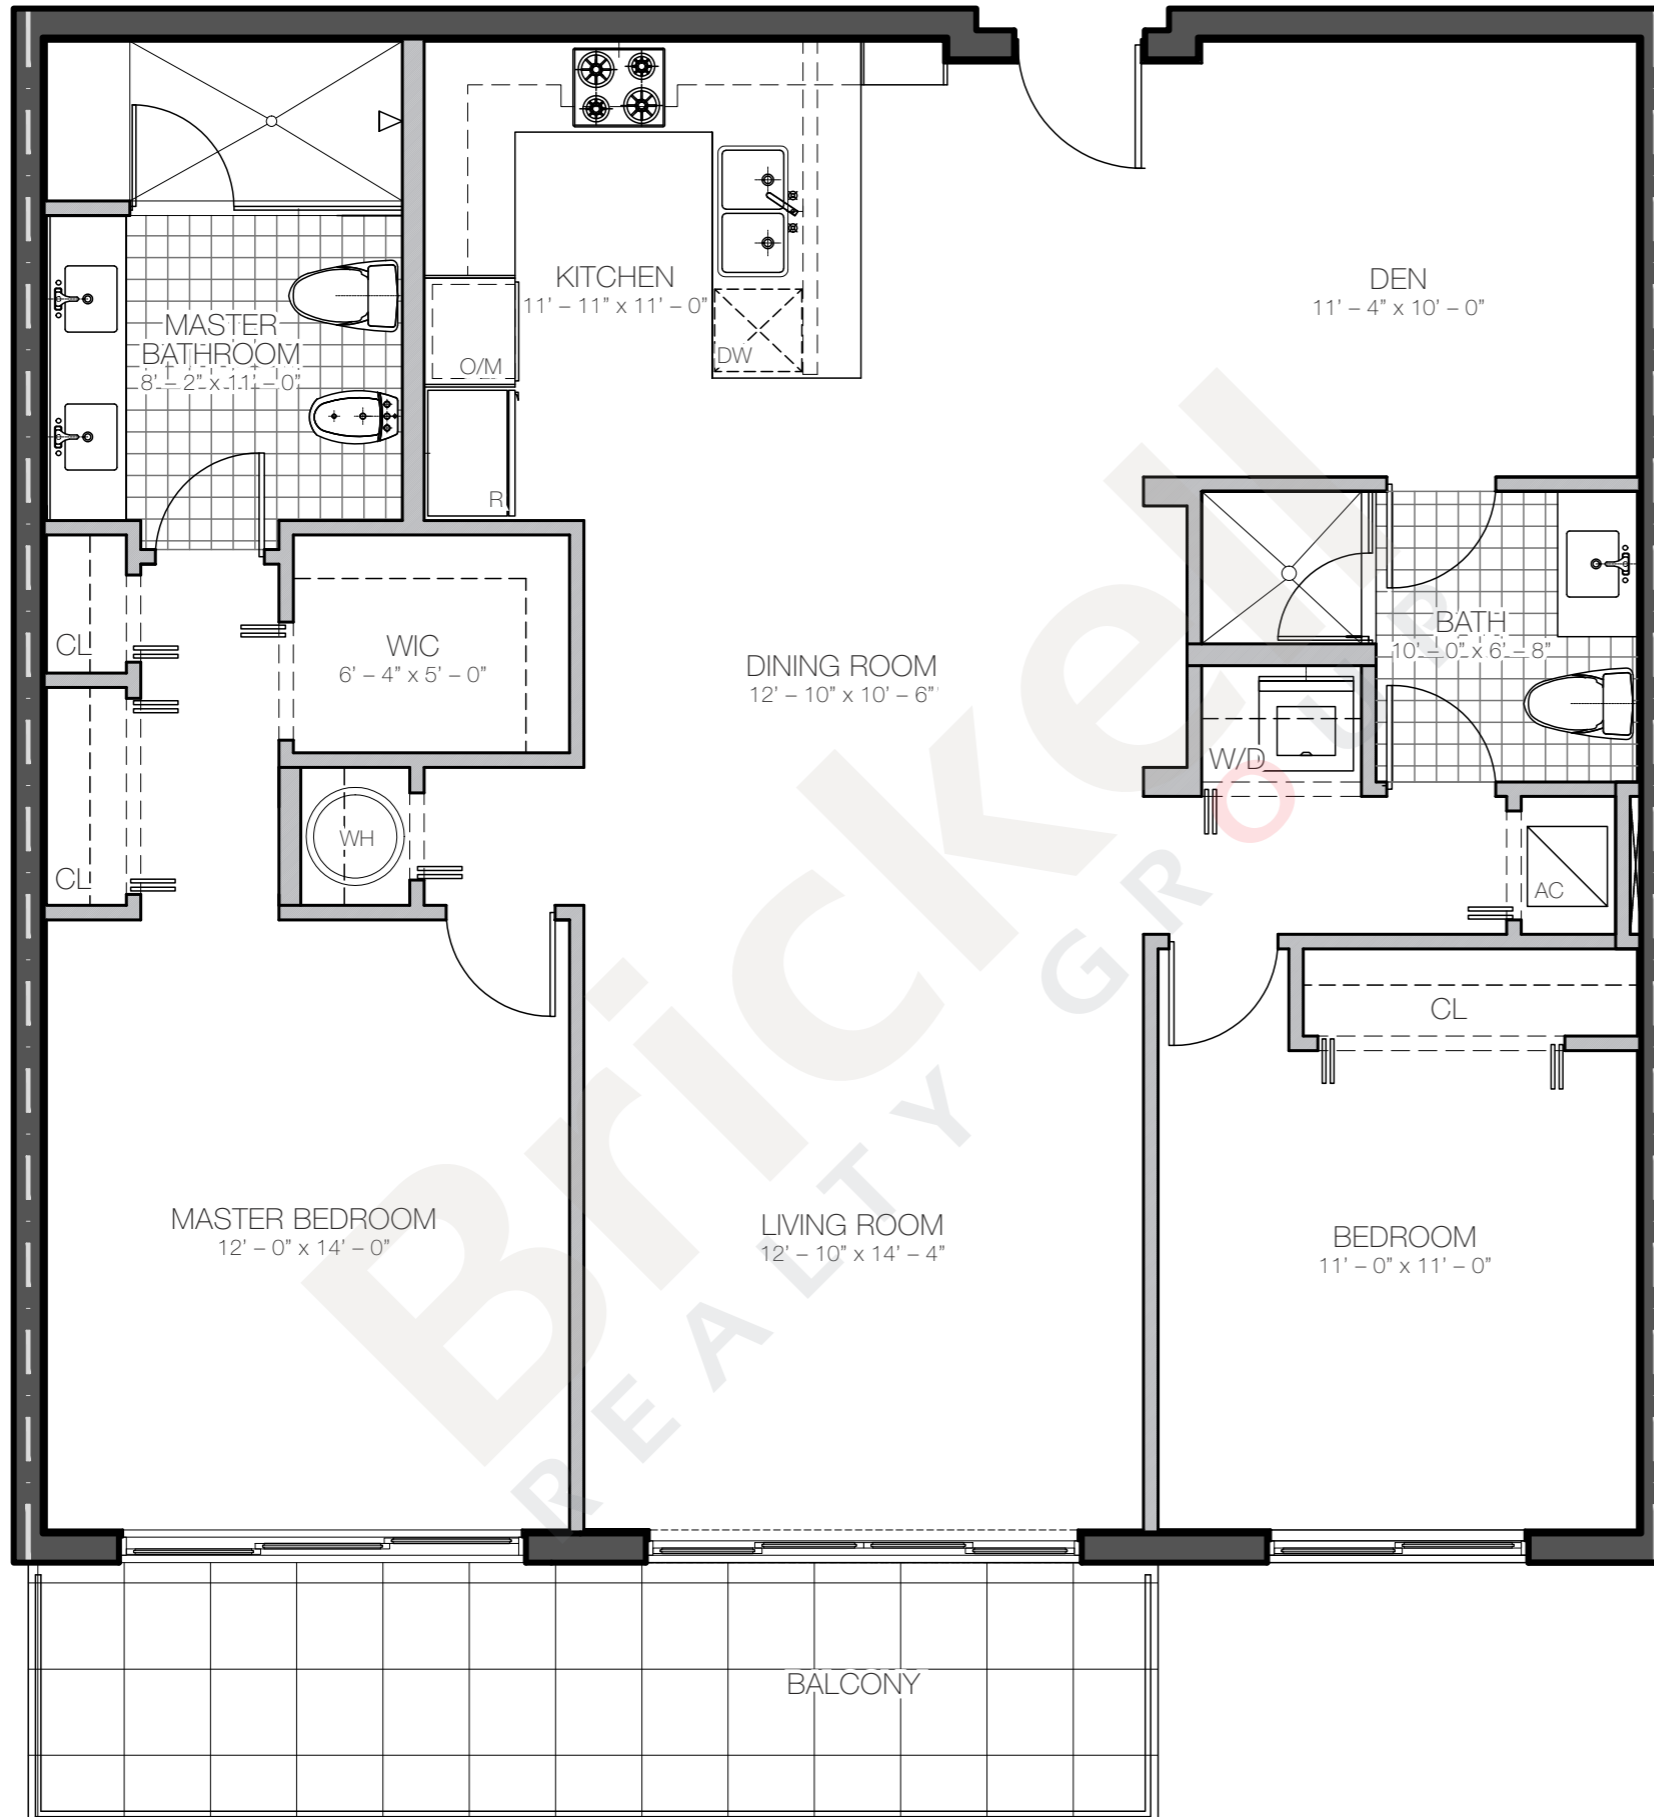 KITCHEN
11' – 11" x 11' – 0"
DEN
11' – 4" x 10' – 0"
MASTER
BATHROOM
8' – 2" x 11' – 0"
O/M
DW
R
CL
WIC
6' – 4" x 5' – 0"
DINING ROOM
12' – 10" x 10' – 6"
BATH
10' – 0" x 6' – 8"
W/D
WH
CL
AC
CL
MASTER BEDROOM
12' – 0" x 14' – 0"
LIVING ROOM
12' – 10" x 14' – 4"
BEDROOM
11' – 0" x 11' – 0"
BALCONY
Brickell
REALTY GROUP